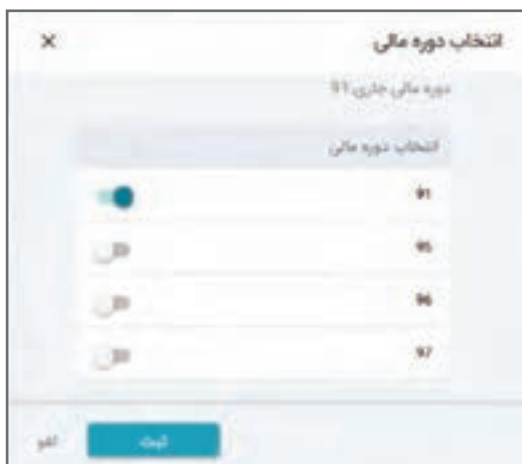 انتخاب دوره مالی
دوره مالی جاری: 91
انتخاب دوره مالی
91
95
96
97
ثبت
لغو